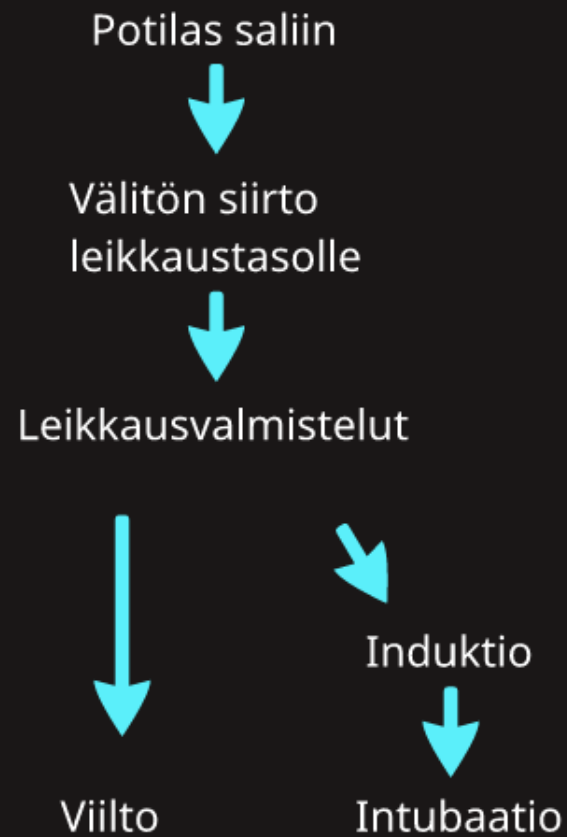 Potilas saliin
Välitön siirto
leikkaustasolle
Leikkausvalmistelut
Induktio
Viilto
Intubaatio